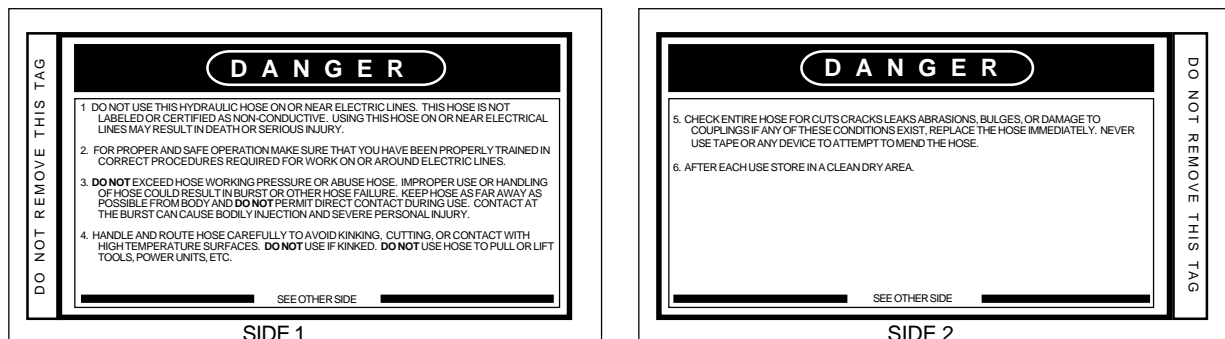 DO NOT REMOVE THIS TAG
DANGER
1 DO NOT USE THIS HYDRAULIC HOSE ON OR NEAR ELECTRIC LINES. THIS HOSE IS NOT
LABELED OR CERTIFIED AS NON-CONDUCTIVE. USING THIS HOSE ON OR NEAR ELECTRICAL
LINES MAY RESULT IN DEATH OR SERIOUS INJURY.
2. FOR PROPER AND SAFE OPERATION MAKE SURE THAT YOU HAVE BEEN PROPERLY TRAINED IN
CORRECT PROCEDURES REQUIRED FOR WORK ON OR AROUND ELECTRIC LINES.
3. DO NOT EXCEED HOSE WORKING PRESSURE OR ABUSE HOSE. IMPROPER USE OR HANDLING
OF HOSE COULD RESULT IN BURST OR OTHER HOSE FAILURE. KEEP HOSE AS FAR AWAY AS
POSSIBLE FROM BODY AND DO NOT PERMIT DIRECT CONTACT DURING USE. CONTACT AT
THE BURST CAN CAUSE BODILY INJECTION AND SEVERE PERSONAL INJURY.
4. HANDLE AND ROUTE HOSE CAREFULLY TO AVOID KINKING, CUTTING, OR CONTACT WITH
HIGH TEMPERATURE SURFACES. DO NOT USE IF KINKED. DO NOT USE HOSE TO PULL OR LIFT
TOOLS, POWER UNITS, ETC.
SEE OTHER SIDE
SIDE 1
DANGER
5. CHECK ENTIRE HOSE FOR CUTS CRACKS LEAKS ABRASIONS, BULGES, OR DAMAGE TO
COUPLINGS IF ANY OF THESE CONDITIONS EXIST, REPLACE THE HOSE IMMEDIATELY. NEVER
USE TAPE OR ANY DEVICE TO ATTEMPT TO MEND THE HOSE.
6. AFTER EACH USE STORE IN A CLEAN DRY AREA.
SEE OTHER SIDE
DO NOT REMOVE THIS TAG
SIDE 2